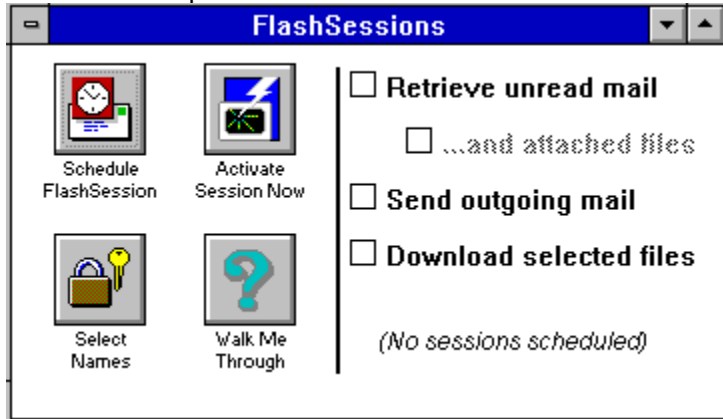 FlashSessions
Schedule
FlashSession
Activate
Session Now
Select
Names
Walk Me
Through
Retrieve unread mail
...and attached files
Send outgoing mail
Download selected files
(No sessions scheduled)